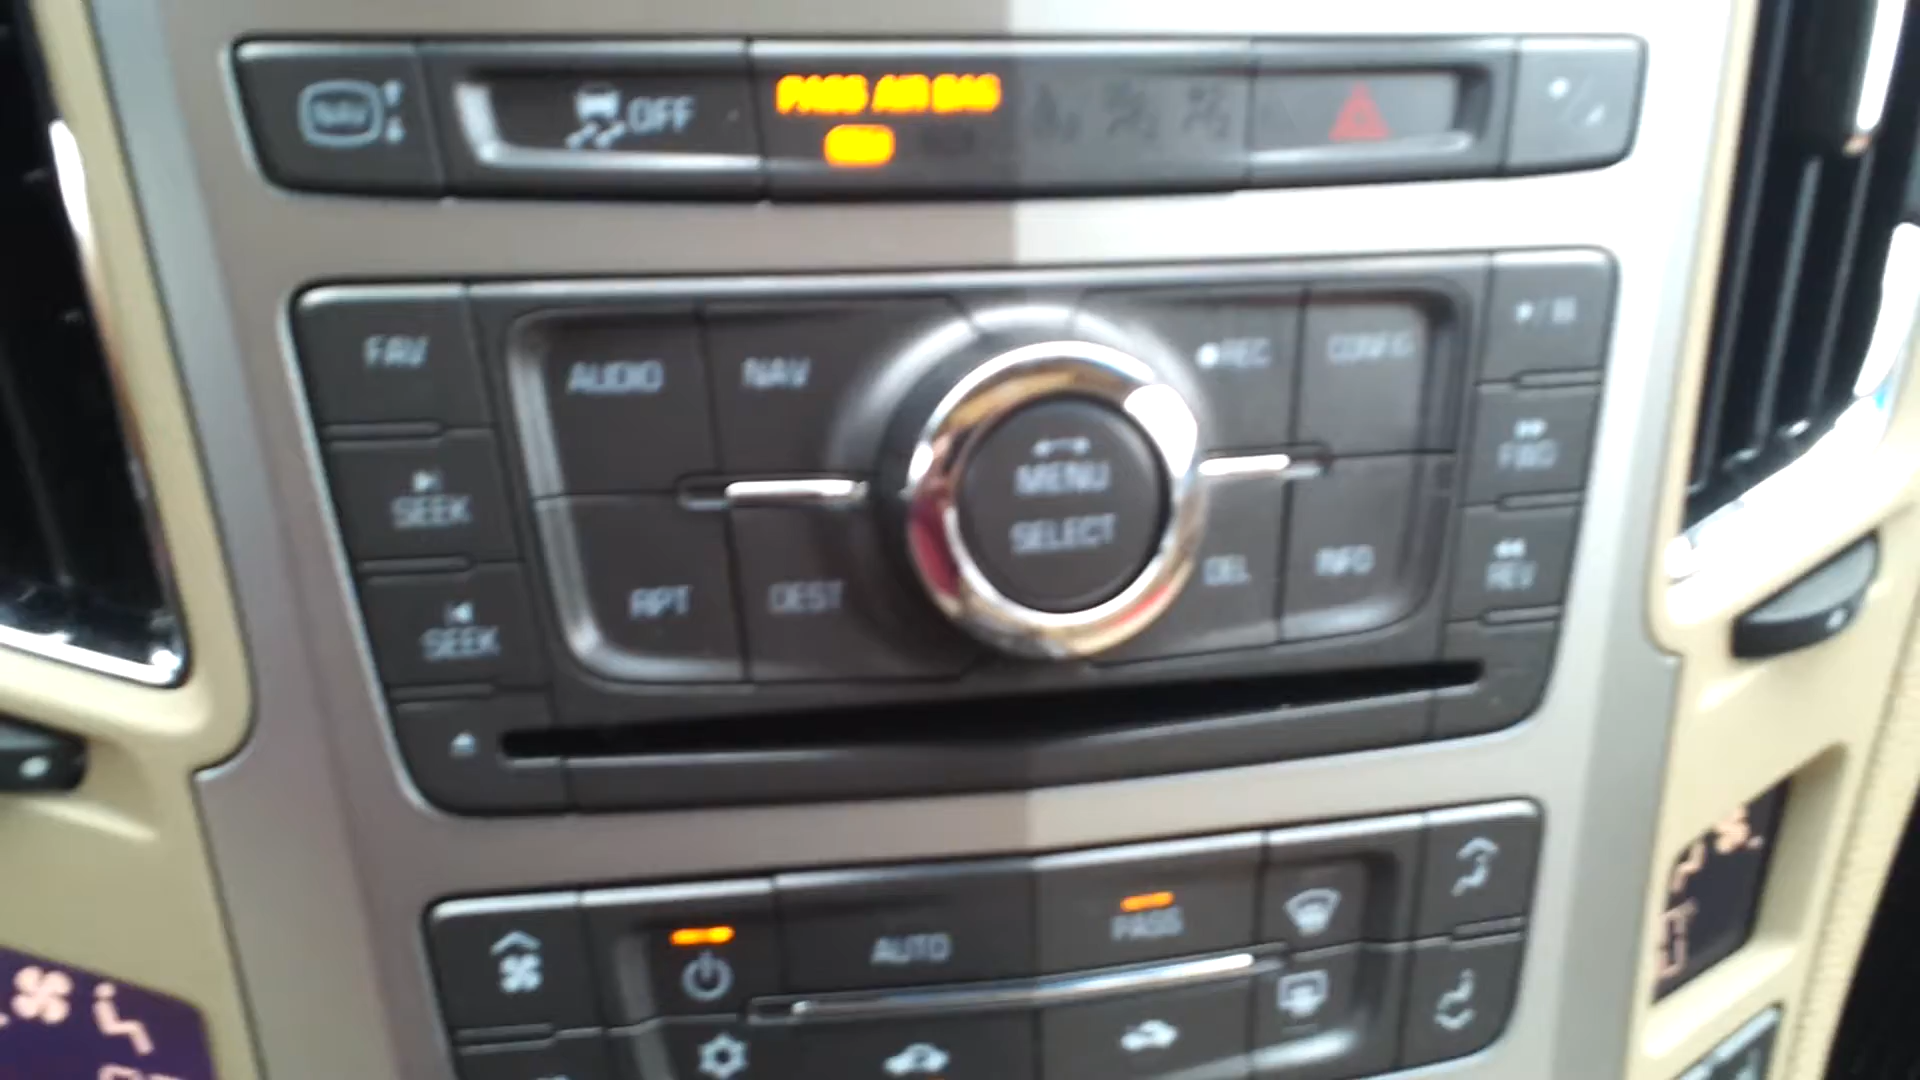 NAV
OFF
PASS AIR BAG
FAV
AUDIO
NAV
REC
CONFIG
SEEK
MENU
SELECT
FWD
SEEK
RPT
DEST
DEL
INFO
REV
AUTO
PASS